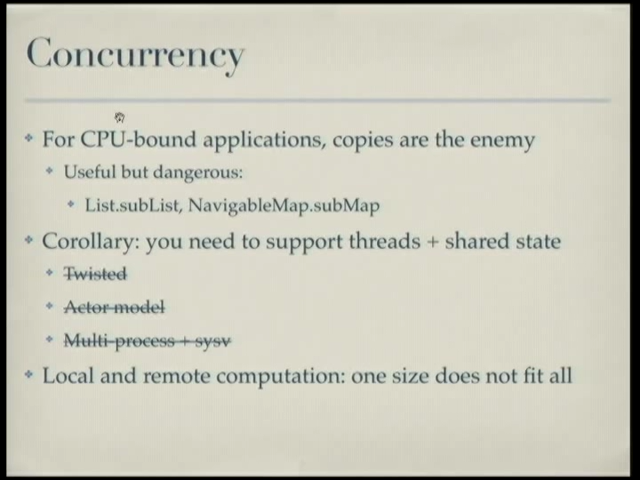 Concurrency
For CPU-bound applications, copies are the enemy
Useful but dangerous:
List.subList, NavigableMap.subMap
Corollary: you need to support threads + shared state
Twisted
Actor model
Multi-process + sysv
Local and remote computation: one size does not fit all